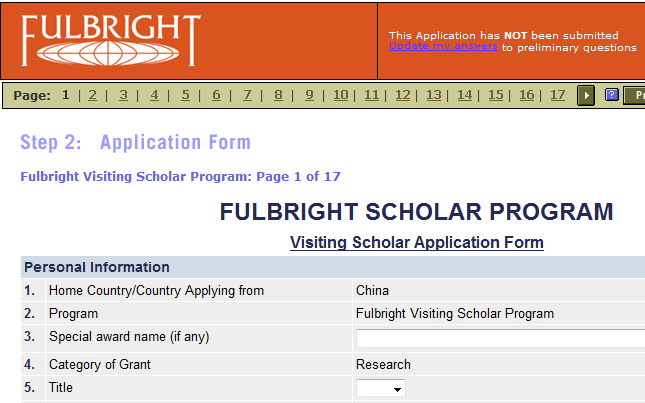 FULBRIGHT
This Application has NOT been submitted
Update my answers to preliminary questions
Page: 1 | 2 | 3 | 4 | 5 | 6 | 7 | 8 | 9 | 10 | 11 | 12 | 13 | 14 | 15 | 16 | 17
Step 2: Application Form
Fulbright Visiting Scholar Program: Page 1 of 17
FULBRIGHT SCHOLAR PROGRAM
Visiting Scholar Application Form
Personal Information
1. Home Country/Country Applying from China
2. Program Fulbright Visiting Scholar Program
3. Special award name (if any)
4. Category of Grant Research
5. Title